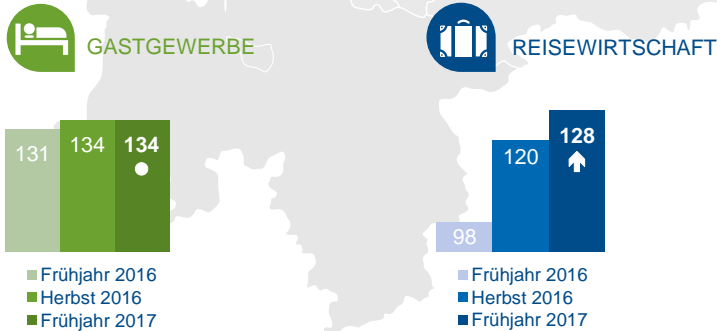 GASTGEWERBE
131 134 134
Frühjahr 2016
Herbst 2016
Frühjahr 2017
REISEWIRTSCHAFT
98 120 128
Frühjahr 2016
Herbst 2016
Frühjahr 2017